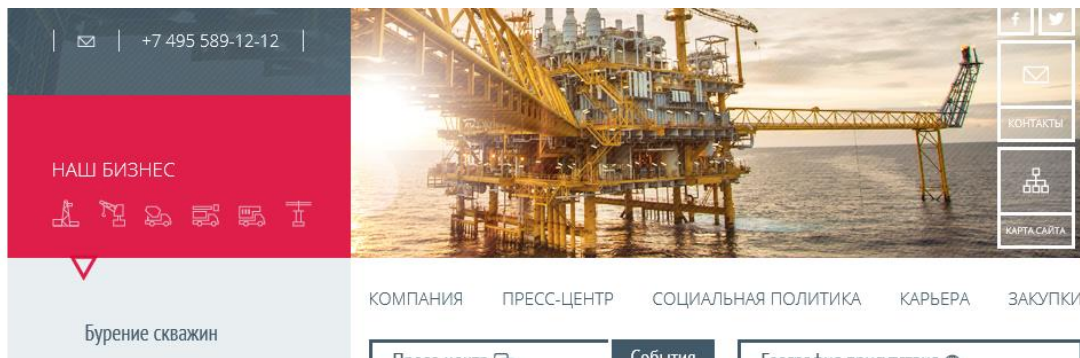 +7 495 589-12-12
НАШ БИЗНЕС
КОНТАКТЫ
КАРТА САЙТА
КОМПАНИЯ ПРЕСС-ЦЕНТР СОЦИАЛЬНАЯ ПОЛИТИКА КАРЬЕРА ЗАКУПКИ
Бурение скважин
События